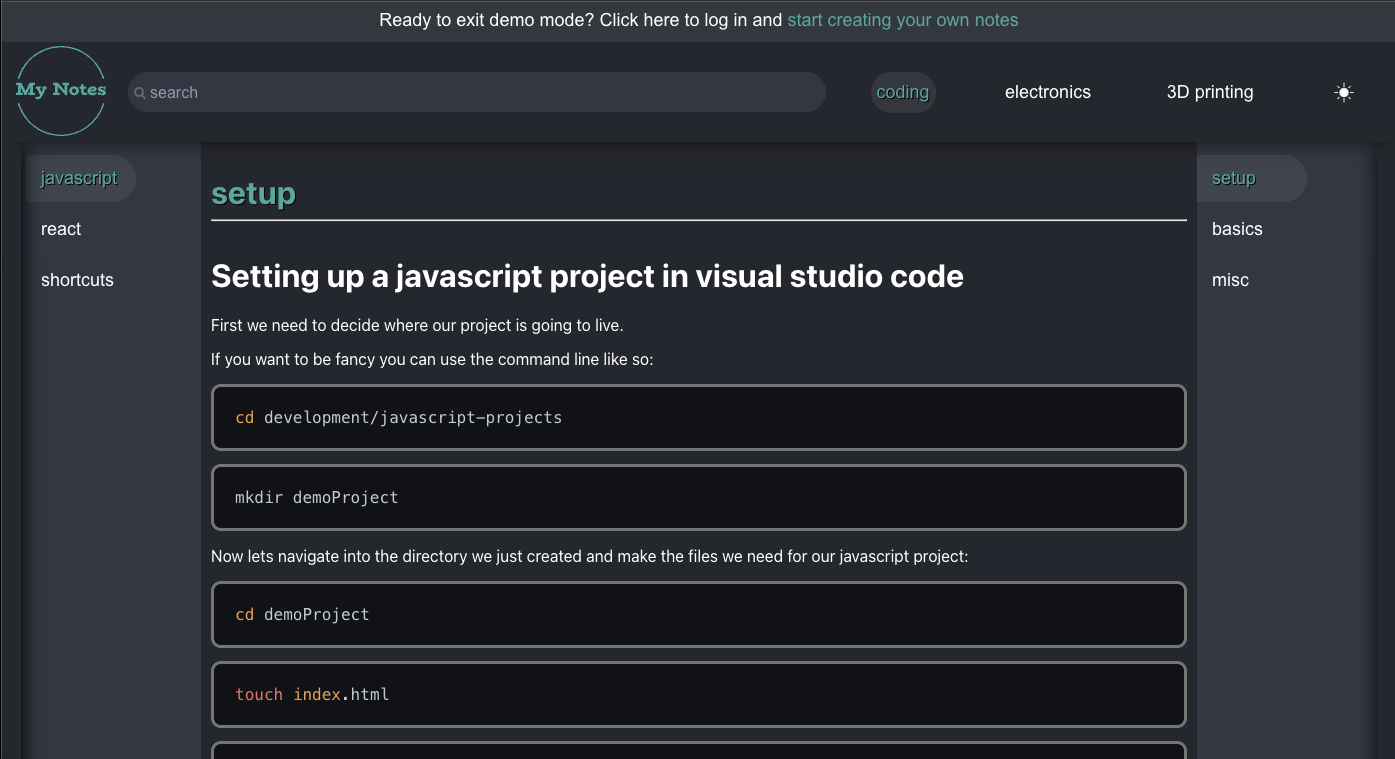 Ready to exit demo mode? Click here to log in and start creating your own notes
My Notes
search
coding
electronics
3D printing
javascript
react
shortcuts
setup
Setting up a javascript project in visual studio code
First we need to decide where our project is going to live.
If you want to be fancy you can use the command line like so:
cd development/javascript-projects
mkdir demoProject
Now lets navigate into the directory we just created and make the files we need for our javascript project:
cd demoProject
touch index.html
setup
basics
misc